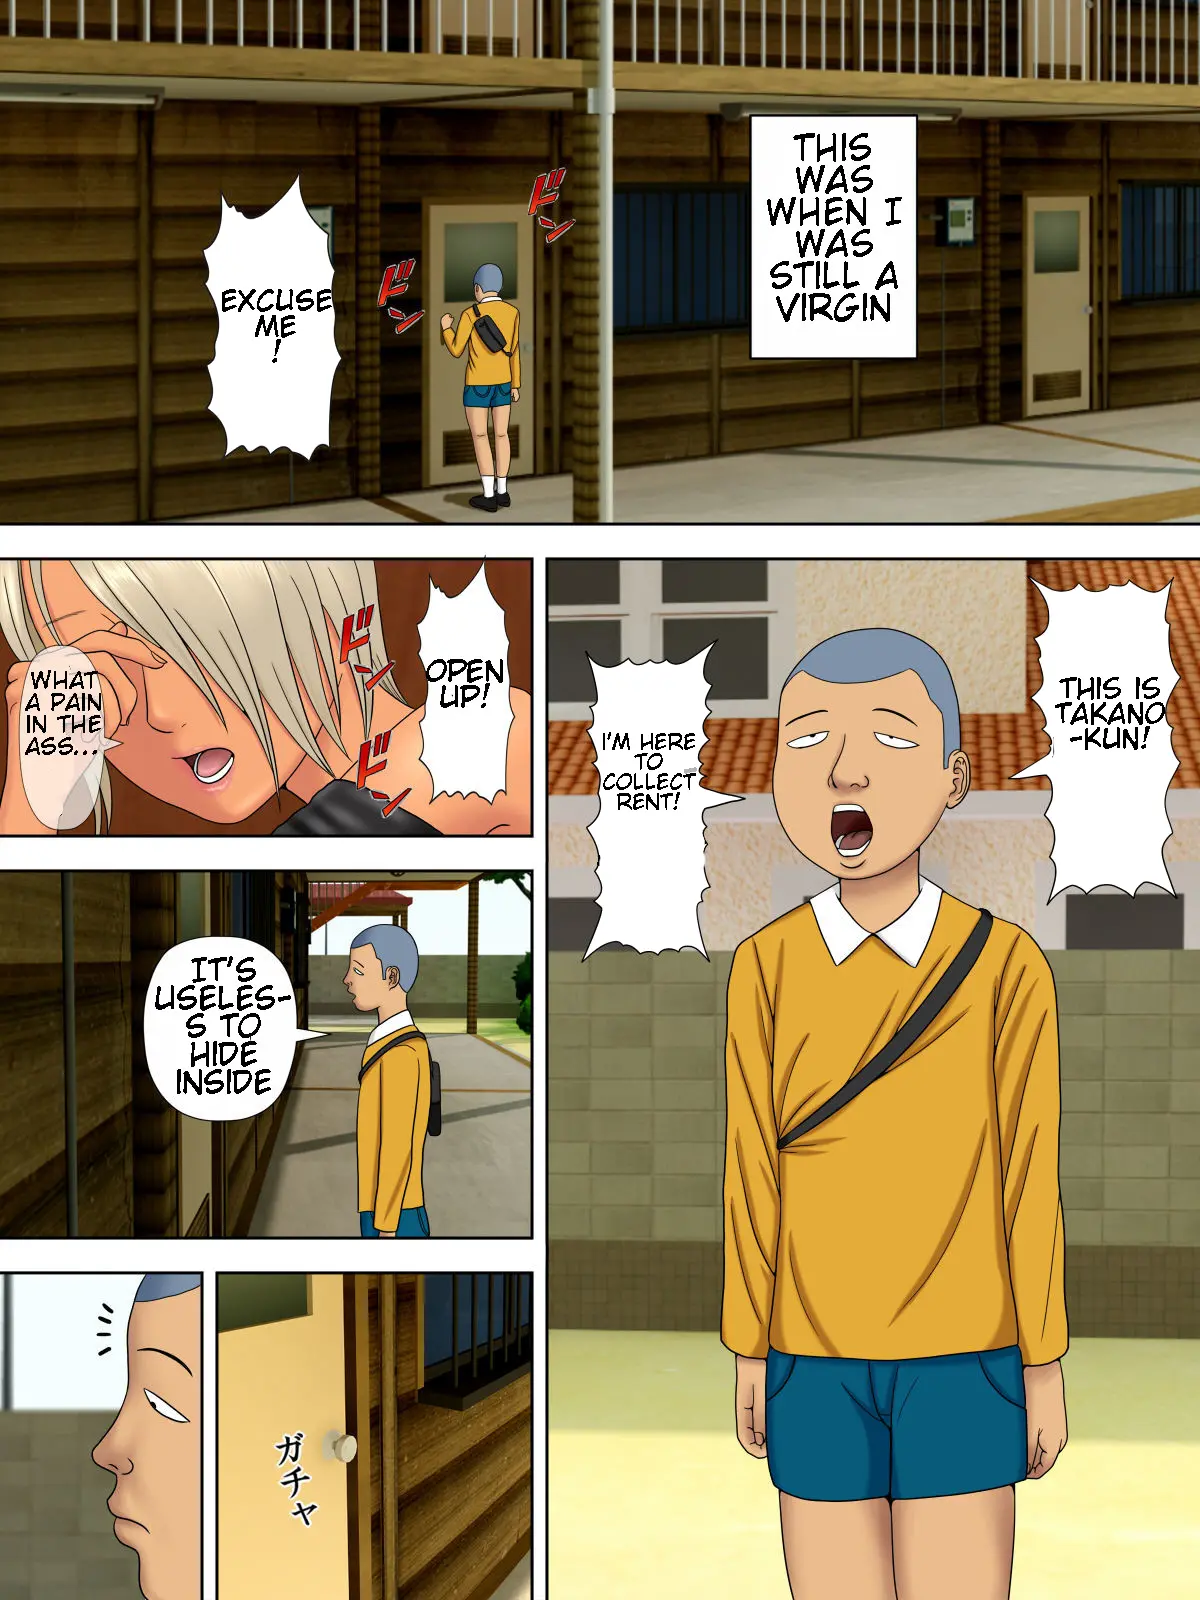 THIS
WAS
WHEN I
WAS
STILL A
VIRGIN
ドン
ドン
EXCUSE
ME
!
THIS IS
TAKANO
-KUN!
I'M HERE
TO
COLLECT
RENT!
OPEN
UP!
ドン
ドン
WHAT
A PAIN
IN THE
ASS...
IT'S
USELES-
S TO
HIDE
INSIDE
ガチャ